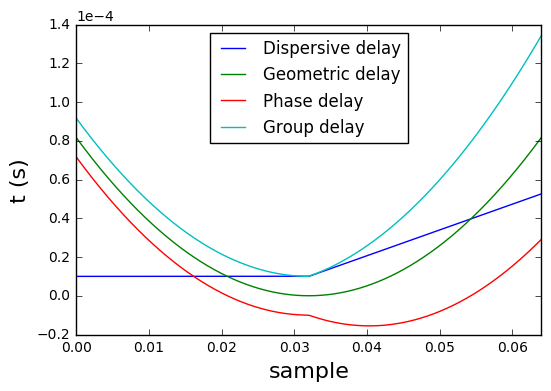 1e−4
1.4
1.2
1.0
0.8
0.6
0.4
0.2
0.0
−0.2
t (s)
Dispersive delay
Geometric delay
Phase delay
Group delay
0.00 0.01 0.02 0.03 0.04 0.05 0.06
sample